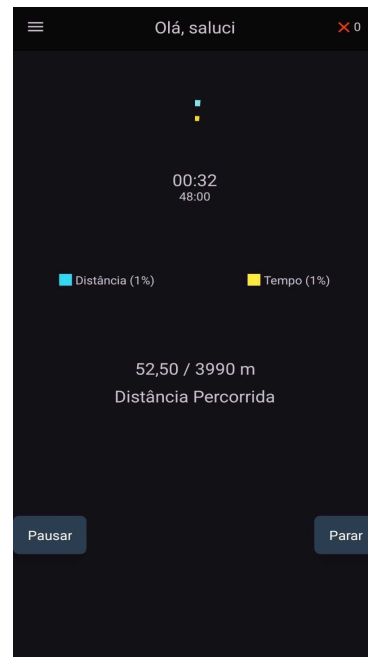 Olá, saluci
0
00:32
48:00
Distância (1%)
Tempo (1%)
52,50 / 3990 m
Distância Percorrida
Pausar
Parar